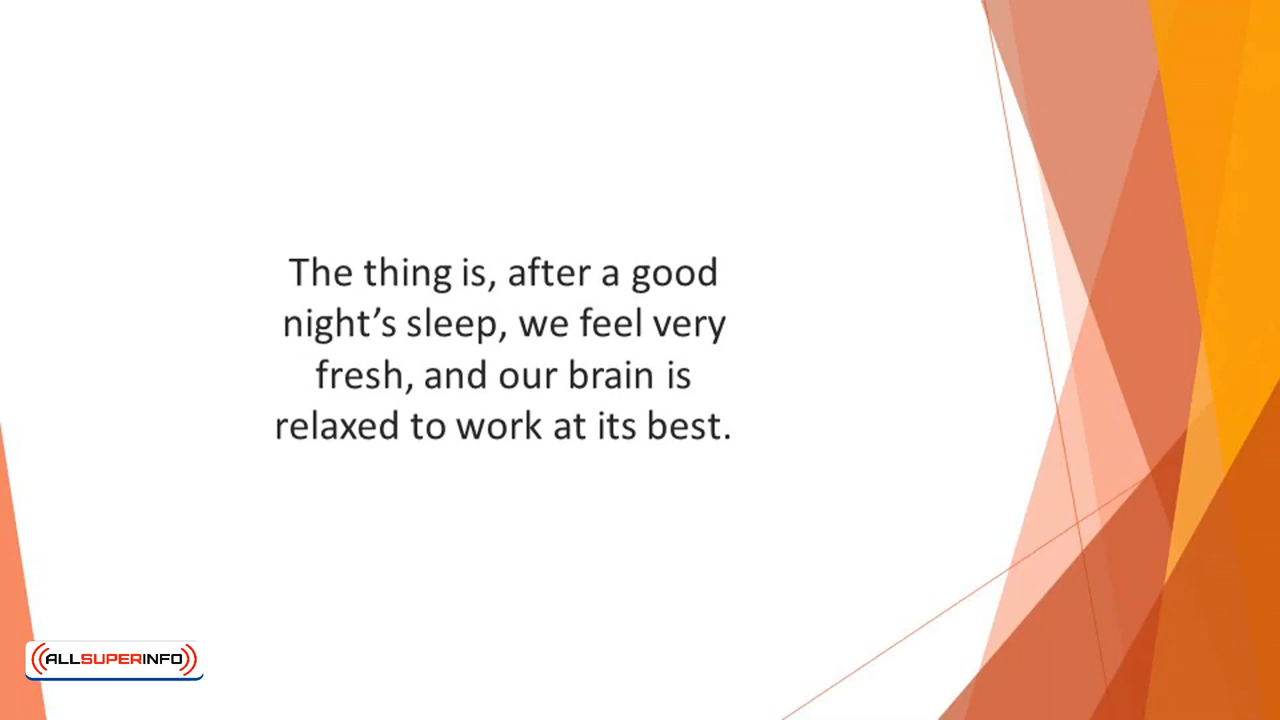 The thing is, after a good
night’s sleep, we feel very
fresh, and our brain is
relaxed to work at its best.
ALLSUPERINFO